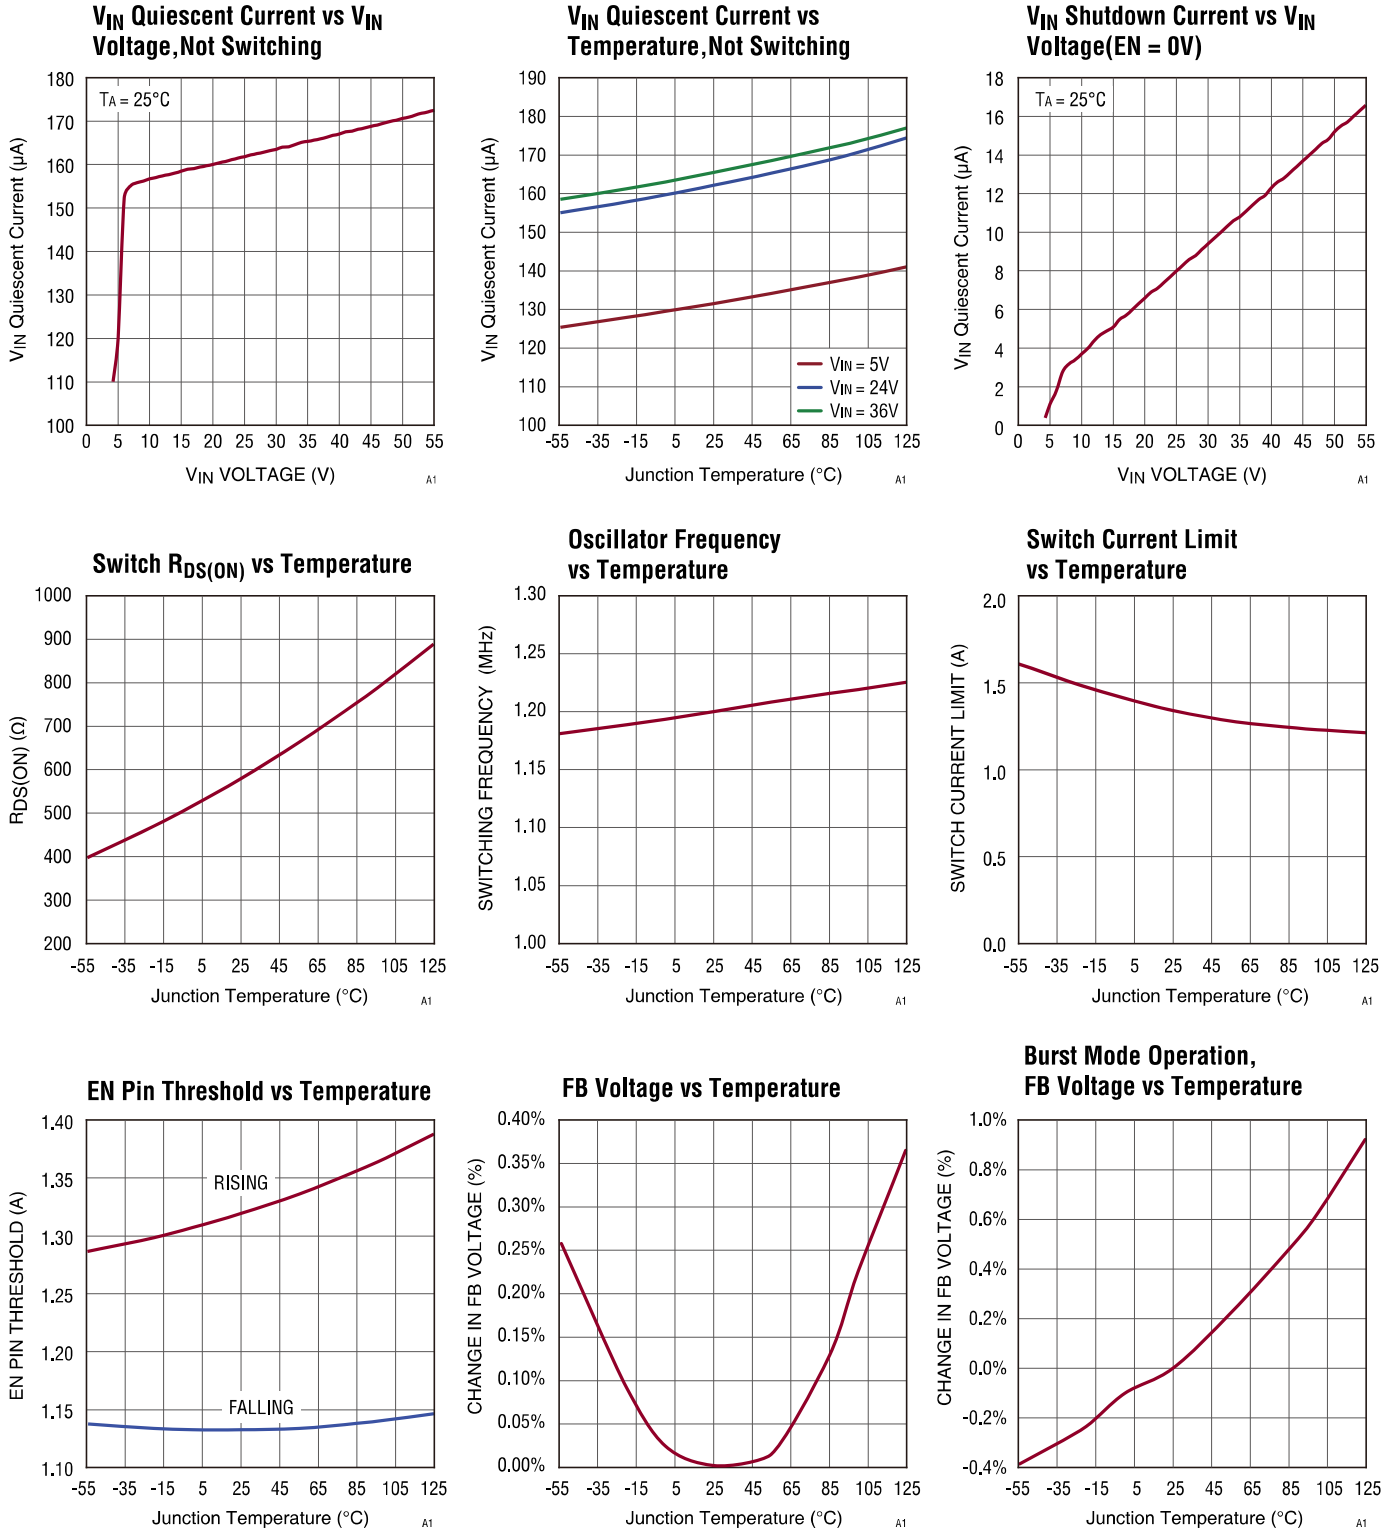 VIN Quiescent Current vs VIN
Voltage,Not Switching
180
170
160
150
140
130
120
110
100
TA = 25°C
VIN Quiescent Current (µA)
0 5 10 15 20 25 30 35 40 45 50 55
VIN VOLTAGE (V)
A1
VIN Quiescent Current vs
Temperature,Not Switching
190
180
170
160
150
140
130
120
110
100
VIN Quiescent Current (µA)
VIN = 5V
VIN = 24V
VIN = 36V
-55 -35 -15 5 25 45 65 85 105 125
Junction Temperature (°C)
A1
VIN Shutdown Current vs VIN
Voltage(EN = 0V)
18
16
14
12
10
8
6
4
2
0
TA = 25°C
VIN Quiescent Current (µA)
0 5 10 15 20 25 30 35 40 45 50 55
VIN VOLTAGE (V)
A1
Switch RDS(ON) vs Temperature
1000
900
800
700
600
500
400
300
200
RDS(ON) (Ω)
-55 -35 -15 5 25 45 65 85 105 125
Junction Temperature (°C)
A1
Oscillator Frequency
vs Temperature
1.30
1.25
1.20
1.15
1.10
1.05
1.00
SWITCHING FREQUENCY (MHz)
-55 -35 -15 5 25 45 65 85 105 125
Junction Temperature (°C)
A1
Switch Current Limit
vs Temperature
2.0
1.5
1.0
0.5
0.0
SWITCH CURRENT LIMIT (A)
-55 -35 -15 5 25 45 65 85 105 125
Junction Temperature (°C)
A1
EN Pin Threshold vs Temperature
1.40
1.35
1.30
1.25
1.20
1.15
1.10
EN PIN THRESHOLD (A)
RISING
FALLING
-55 -35 -15 5 25 45 65 85 105 125
Junction Temperature (°C)
A1
FB Voltage vs Temperature
0.40%
0.35%
0.30%
0.25%
0.20%
0.15%
0.10%
0.05%
0.00%
CHANGE IN FB VOLTAGE (%)
-55 -35 -15 5 25 45 65 85 105 125
Junction Temperature (°C)
A1
Burst Mode Operation,
FB Voltage vs Temperature
1.0%
0.8%
0.6%
0.4%
0.2%
0.0%
-0.2%
-0.4%
CHANGE IN FB VOLTAGE (%)
-55 -35 -15 5 25 45 65 85 105 125
Junction Temperature (°C)
A1